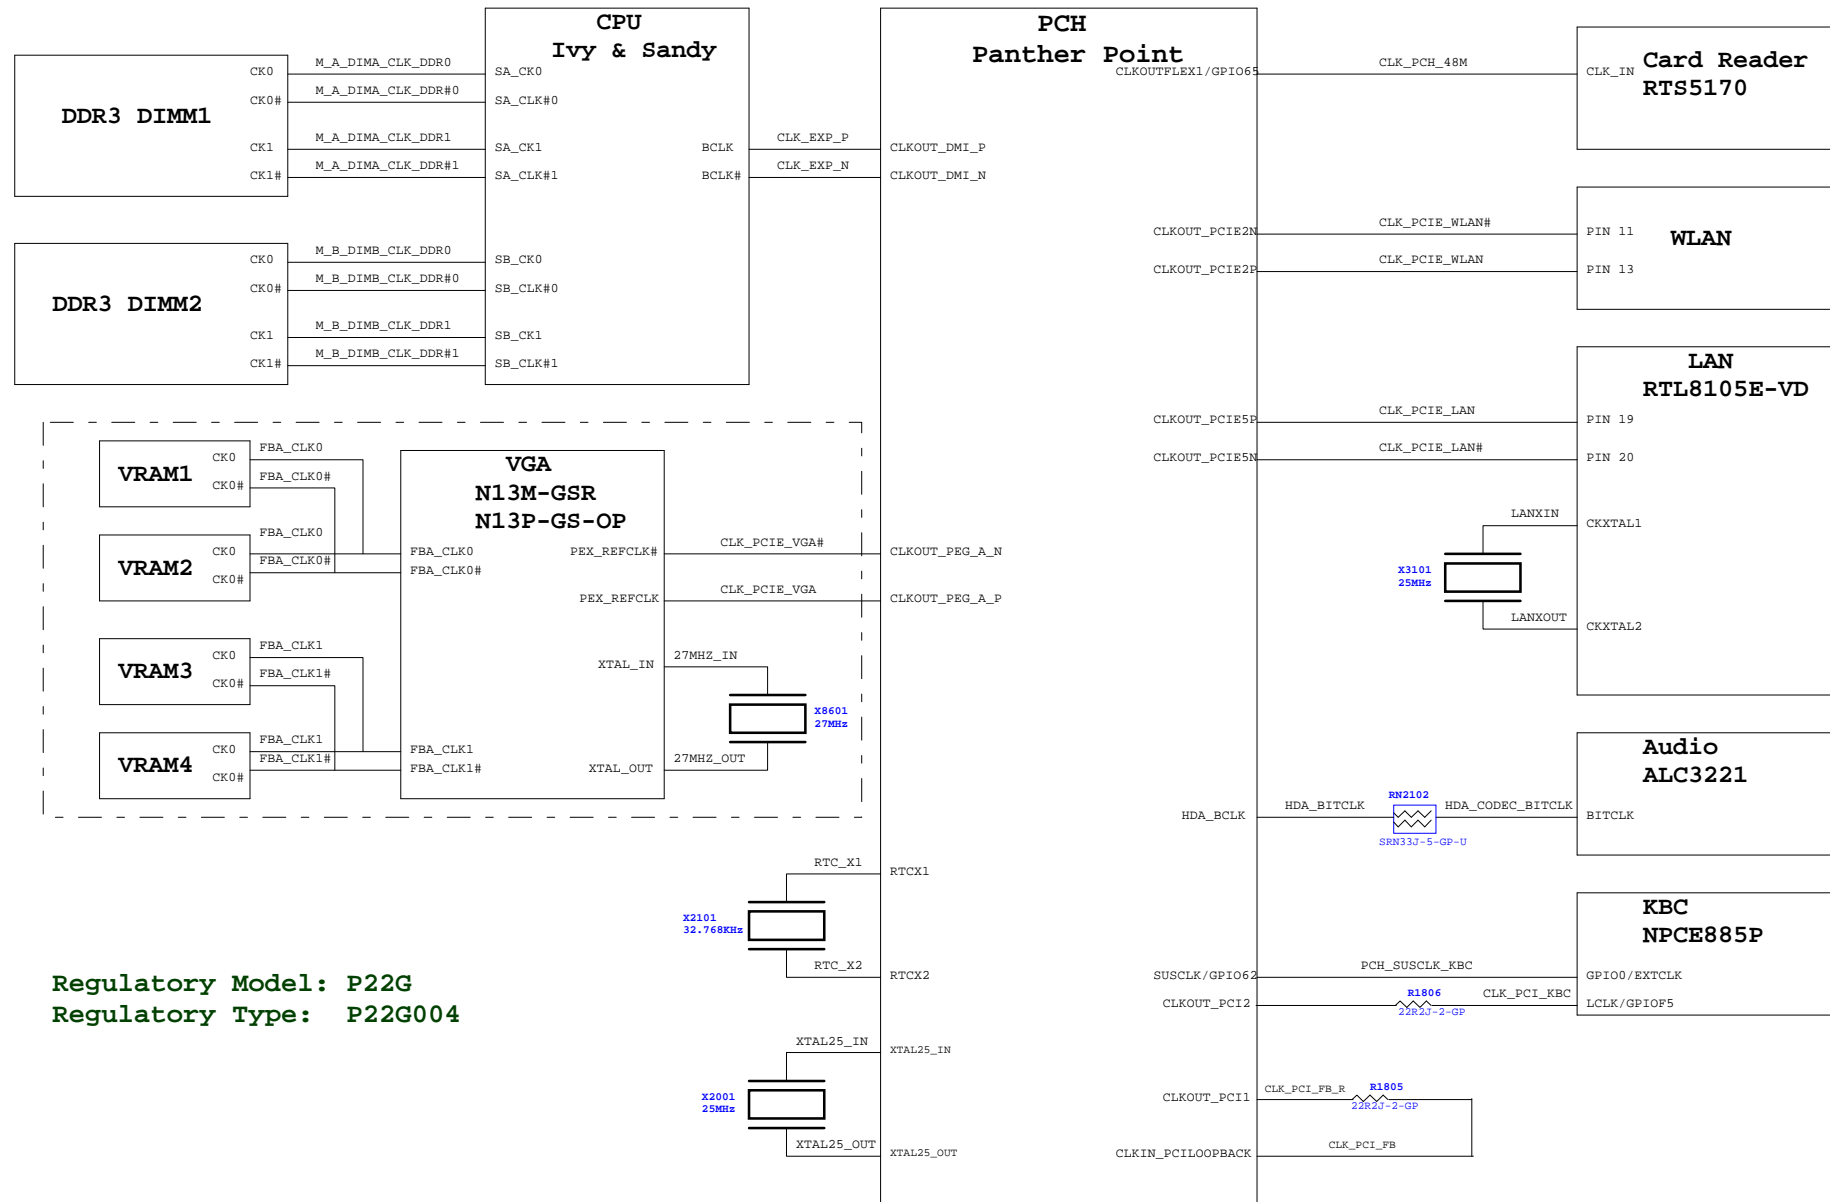 CPU
Ivy & Sandy
PCH
Panther Point
DDR3 DIMM1
CK0 M_A_DIMA_CLK_DDR0 SA_CK0
CK0# M_A_DIMA_CLK_DDR#0 SA_CLK#0
CK1 M_A_DIMA_CLK_DDR1 SA_CK1
CK1# M_A_DIMA_CLK_DDR#1 SA_CLK#1
BCLK CLK_EXP_P CLKOUT_DMI_P
BCLK# CLK_EXP_N CLKOUT_DMI_N
DDR3 DIMM2
CK0 M_B_DIMB_CLK_DDR0 SB_CK0
CK0# M_B_DIMB_CLK_DDR#0 SB_CLK#0
CK1 M_B_DIMB_CLK_DDR1 SB_CK1
CK1# M_B_DIMB_CLK_DDR#1 SB_CLK#1
CLKOUTFLEX1/GPIO65 CLK_PCH_48M CLK_IN
Card Reader
RTS5170
CLKOUT_PCIE2N CLK_PCIE_WLAN# PIN 11
WLAN
CLKOUT_PCIE2P CLK_PCIE_WLAN PIN 13
LAN
RTL8105E-VD
CLKOUT_PCIE5P CLK_PCIE_LAN PIN 19
CLKOUT_PCIE5N CLK_PCIE_LAN# PIN 20
LANXIN CKXTAL1
X3101
25MHz
LANXOUT CKXTAL2
VRAM1
CK0 FBA_CLK0
CK0# FBA_CLK0#
VRAM2
CK0 FBA_CLK0 FBA_CLK0
CK0# FBA_CLK0# FBA_CLK0#
VRAM3
CK0 FBA_CLK1
CK0# FBA_CLK1#
VRAM4
CK0 FBA_CLK1 FBA_CLK1
CK0# FBA_CLK1# FBA_CLK1#
VGA
N13M-GSR
N13P-GS-OP
PEX_REFCLK# CLK_PCIE_VGA# CLKOUT_PEG_A_N
PEX_REFCLK CLK_PCIE_VGA CLKOUT_PEG_A_P
XTAL_IN 27MHZ_IN
X8601
27MHz
XTAL_OUT 27MHZ_OUT
Audio
ALC3221
RN2102
HDA_BCLK HDA_BITCLK HDA_CODEC_BITCLK BITCLK
SRN33J-5-GP-U
RTC_X1 RTCX1
X2101
32.768KHz
RTC_X2 RTCX2
KBC
NPCE885P
SUSCLK/GPIO62 PCH_SUSCLK_KBC GPIO0/EXTCLK
CLKOUT_PCI2 R1806 CLK_PCI_KBC LCLK/GPIOF5
22R2J-2-GP
Regulatory Model: P22G
Regulatory Type: P22G004
XTAL25_IN XTAL25_IN
X2001
25MHz
XTAL25_OUT XTAL25_OUT
CLKOUT_PCI1 CLK_PCI_FB_R R1805
22R2J-2-GP
CLKIN_PCILOOPBACK CLK_PCI_FB